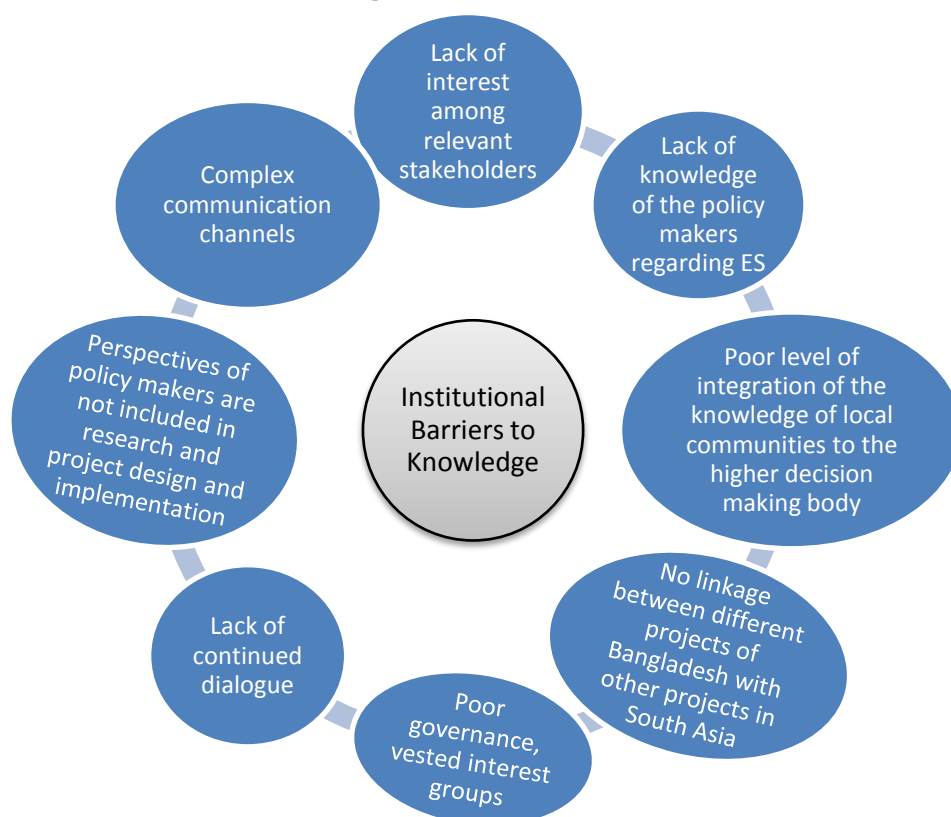 Lack of
interest
among
relevant
stakeholders
Lack of
knowledge
of the policy
makers
regarding ES
Poor level of
integration of the
knowledge of local
communities to the
higher decision
making body
No linkage
between different
projects of
Bangladesh with
other projects in
South Asia
Poor
governance,
vested interest
groups
Lack of
continued
dialogue
Perspectives of
policy makers are
not included in
research and
project design and
implementation
Complex
communication
channels
Institutional
Barriers to
Knowledge